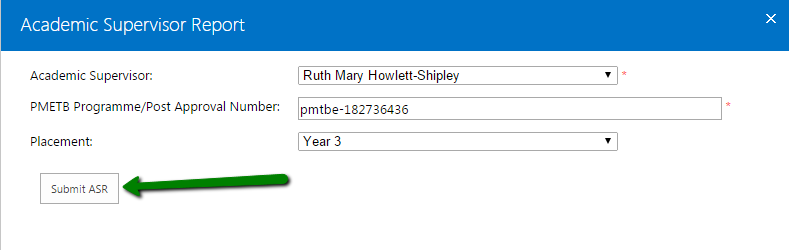 Academic Supervisor Report
Academic Supervisor: Ruth Mary Howlett-Shipley *
PMETB Programme/Post Approval Number: pmtbe-182736436 *
Placement: Year 3
Submit ASR